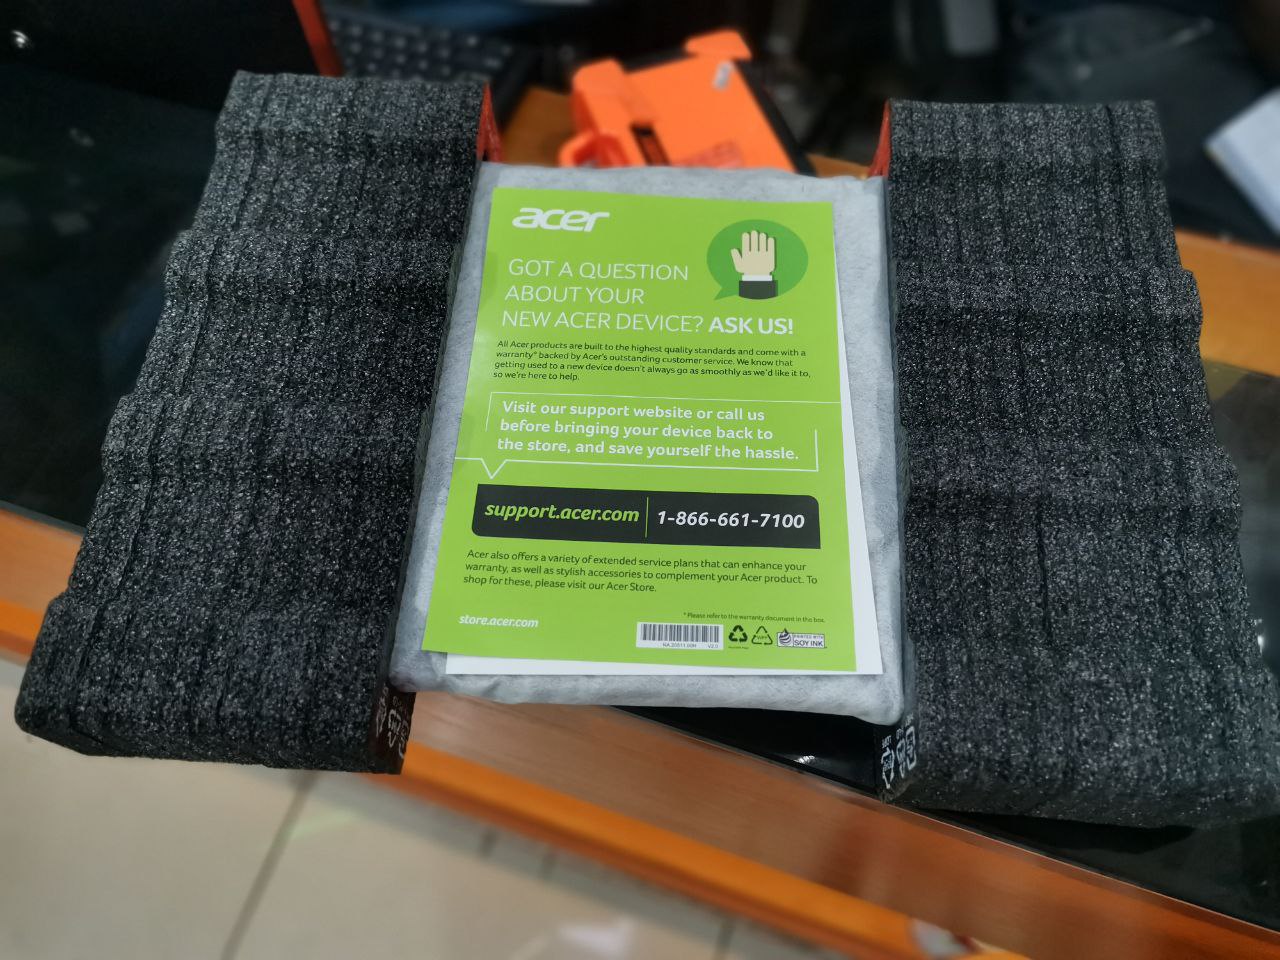 acer
GOT A QUESTION
ABOUT YOUR
NEW ACER DEVICE? ASK US!
All Acer products are built to the highest quality standards and come with a
warranty* backed by Acer's outstanding customer service. We know that
getting used to a new device doesn't always go as smoothly as we'd like it to,
so we're here to help.
Visit our support website or call us
before bringing your device back to
the store, and save yourself the hassle.
support.acer.com 1-866-661-7100
Acer also offers a variety of extended service plans that can enhance your
warranty, as well as stylish accessories to complement your Acer product. To
shop for these, please visit our Acer Store.
* Please refer to the warranty document in the box.
store.acer.com
PRINTED WITH
SOY INK
V2.0